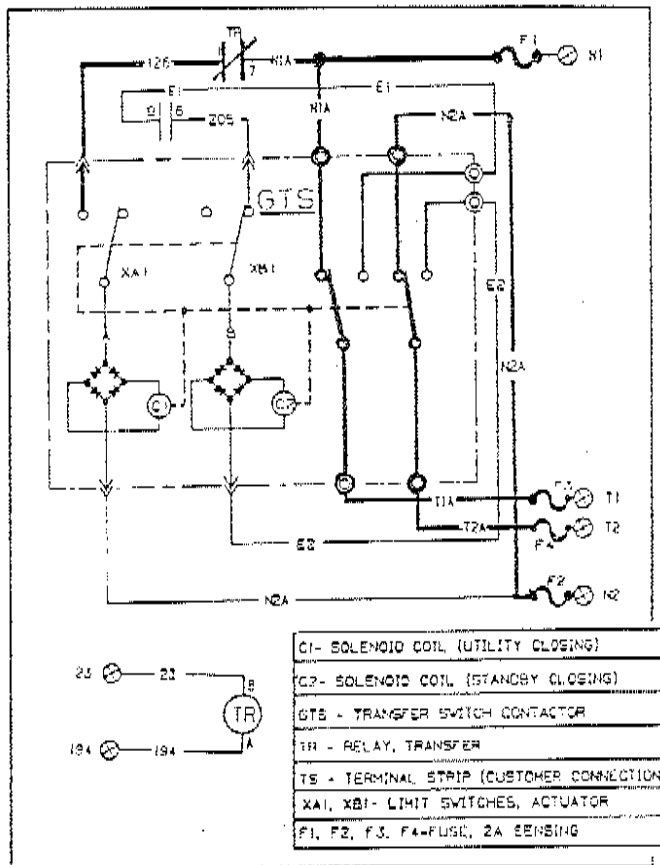 TR
F1
126
7
N1A
N1
E1
E1
6
205
N1A
N2A
GTS
XA1
XB1
E2
N2A
C1
C2
F3
T1A
T1
T2A
T2
E2
F4
F2
N2A
N2
23
23
B
TR
194
194
A
C1- SOLENOID COIL (UTILITY CLOSING)
C2- SOLENOID COIL (STANDBY CLOSING)
GTS - TRANSFER SWITCH CONTACTOR
TR - RELAY, TRANSFER
TS - TERMINAL STRIP (CUSTOMER CONNECTION
XA1, XB1- LIMIT SWITCHES, ACTUATOR
F1, F2, F3, F4-FUSE, 2A SENSING